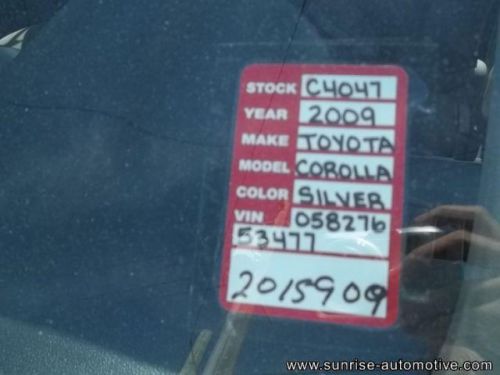 STOCK C4047
YEAR 2009
MAKE TOYOTA
MODEL COROLLA
COLOR SILVER
VIN 058276
53477
2015909
www.sunrise-automotive.com